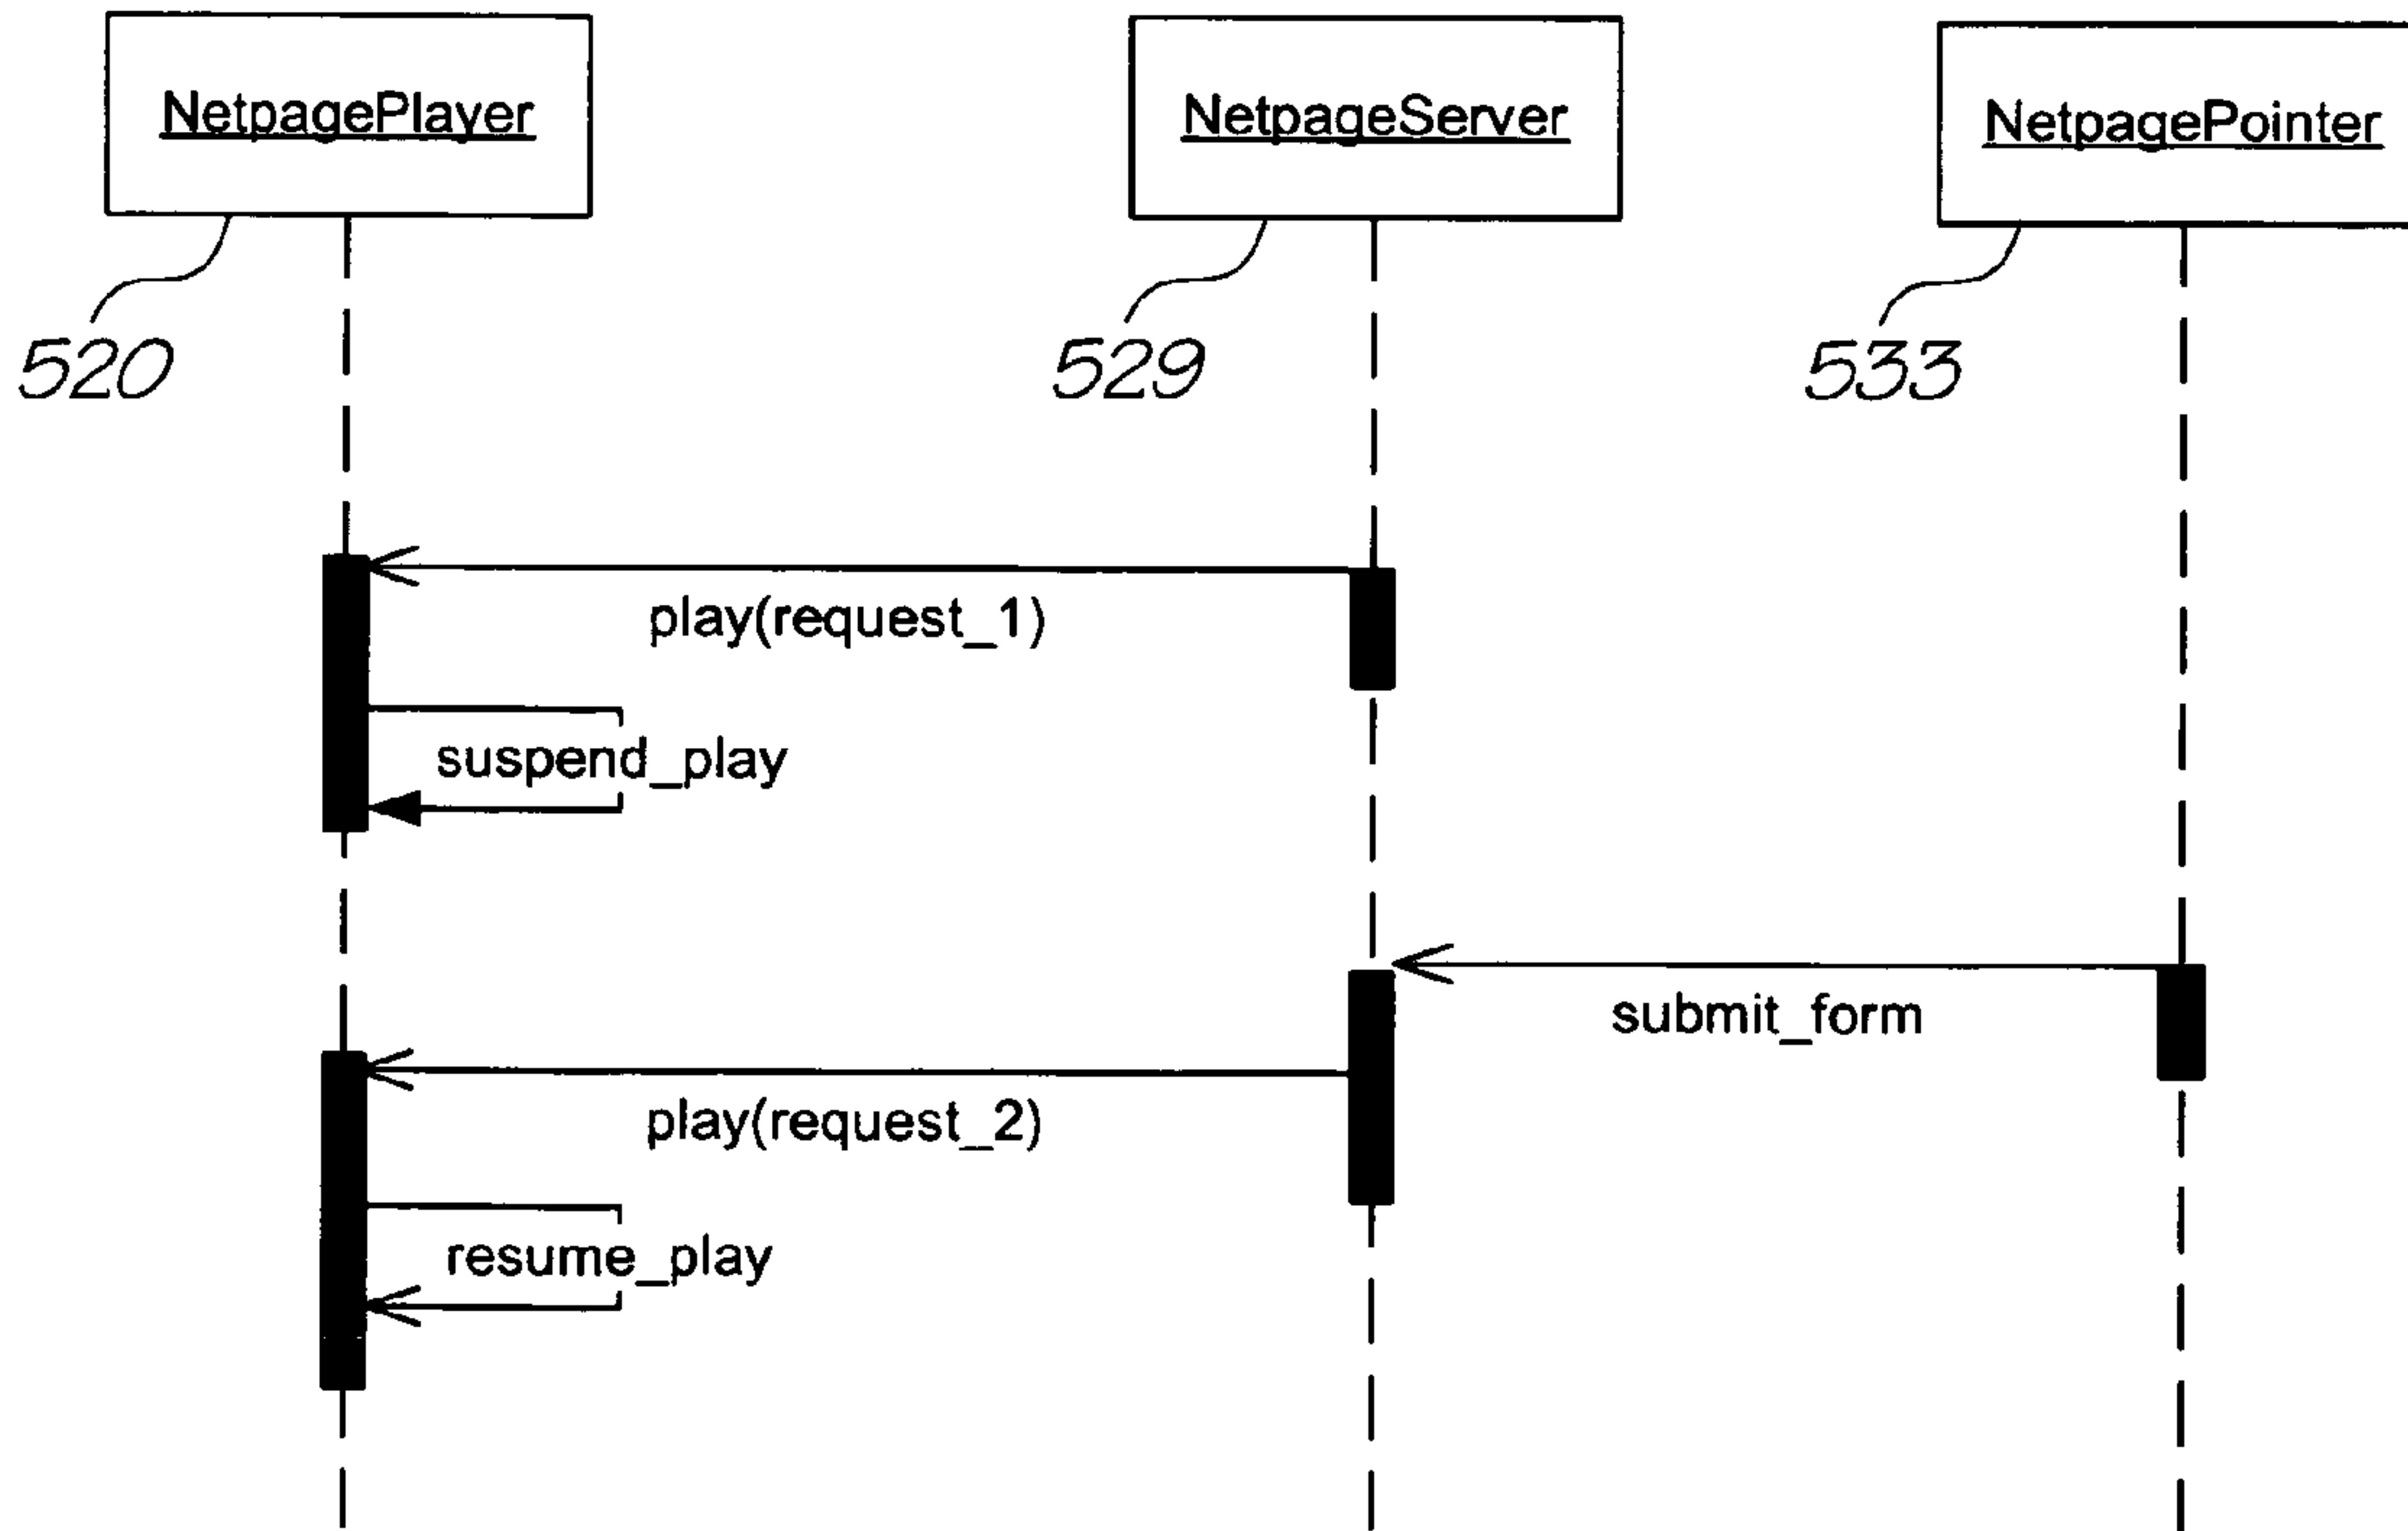 NetpagePlayer
NetpageServer
NetpagePointer
520
529
533
play(request_1)
suspend_play
submit_form
play(request_2)
resume_play